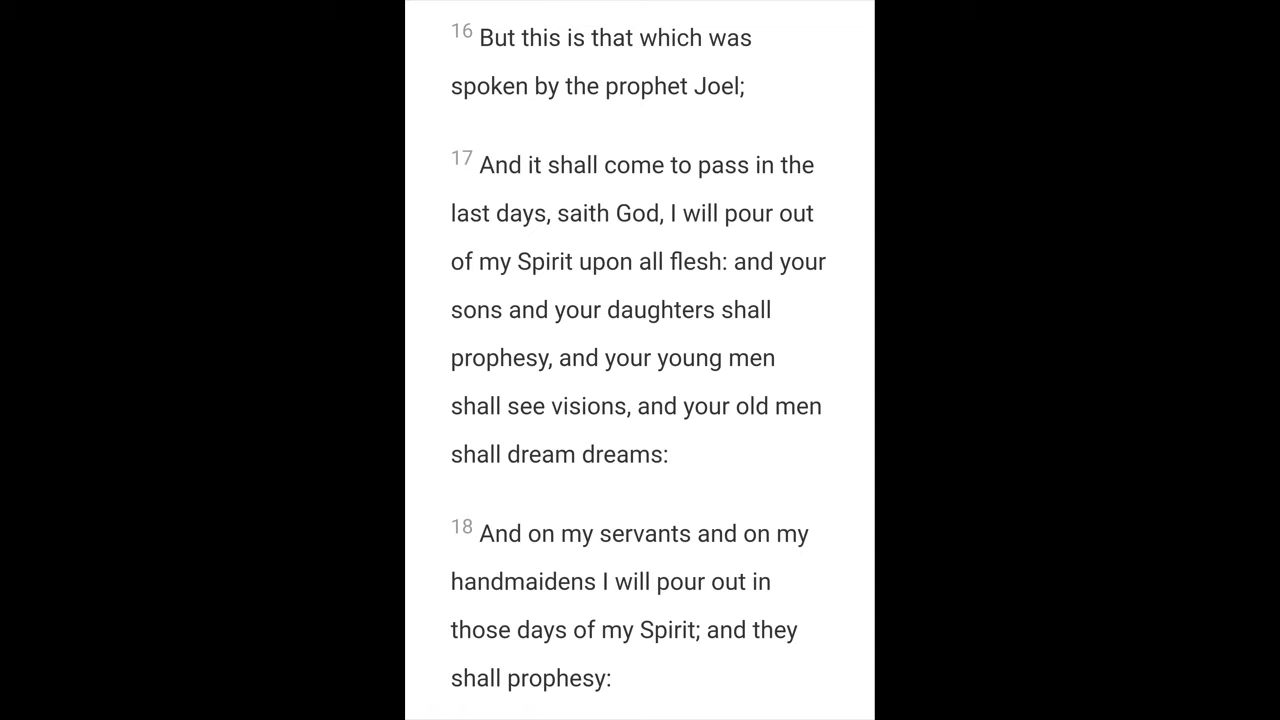 16 But this is that which was
spoken by the prophet Joel;
17 And it shall come to pass in the
last days, saith God, I will pour out
of my Spirit upon all flesh: and your
sons and your daughters shall
prophesy, and your young men
shall see visions, and your old men
shall dream dreams:
18 And on my servants and on my
handmaidens I will pour out in
those days of my Spirit; and they
shall prophesy: